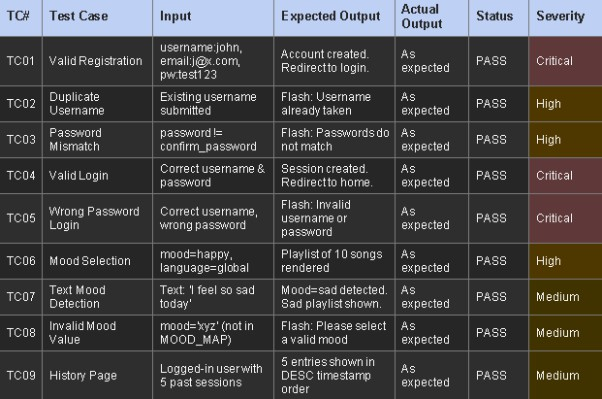 TC# Test Case Input Expected Output Actual Output Status Severity
TC01 Valid Registration username:john, email:j@x.com, pw:test123 Account created. Redirect to login. As expected PASS Critical
TC02 Duplicate Username Existing username submitted Flash: Username already taken As expected PASS High
TC03 Password Mismatch password != confirm_password Flash: Passwords do not match As expected PASS High
TC04 Valid Login Correct username & password Session created. Redirect to home. As expected PASS Critical
TC05 Wrong Password Login Correct username, wrong password Flash: Invalid username or password As expected PASS Critical
TC06 Mood Selection mood=happy, language=global Playlist of 10 songs rendered As expected PASS High
TC07 Text Mood Detection Text: 'I feel so sad today' Mood=sad detected. Sad playlist shown. As expected PASS Medium
TC08 Invalid Mood Value mood='xyz' (not in MOOD_MAP) Flash: Please select a valid mood As expected PASS Medium
TC09 History Page Logged-in user with 5 past sessions 5 entries shown in DESC timestamp order As expected PASS Medium